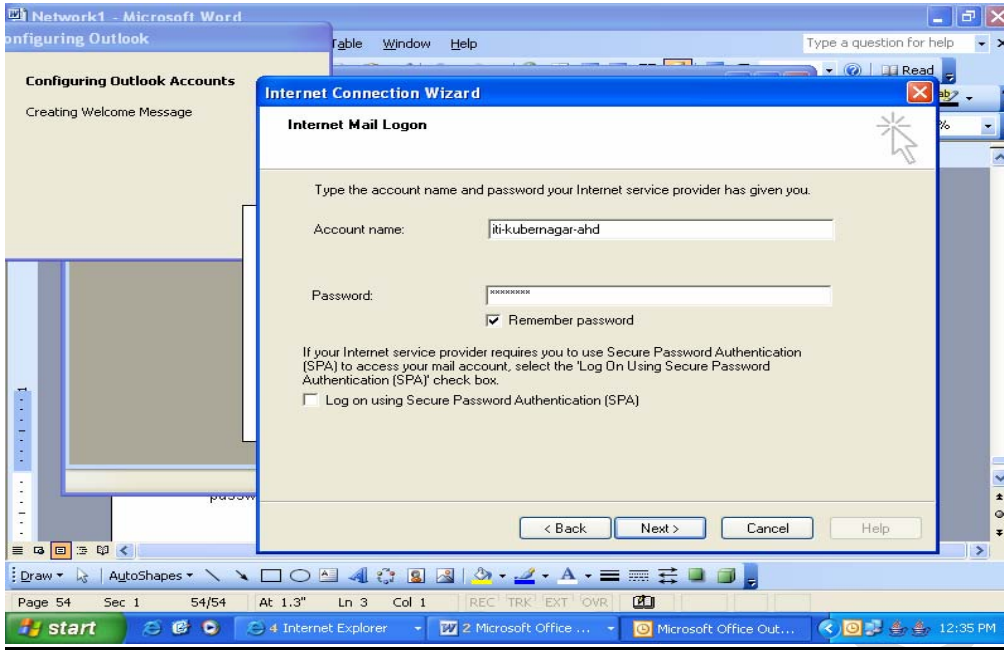 Network1 - Microsoft Word
onfiguring Outlook
Table Window Help
Type a question for help
Configuring Outlook Accounts
Creating Welcome Message
Read
Internet Connection Wizard
Internet Mail Logon
%
Type the account name and password your Internet service provider has given you.
Account name: iti-kubernagar-ahd
Password: ********
Remember password
If your Internet service provider requires you to use Secure Password Authentication
(SPA) to access your mail account, select the 'Log On Using Secure Password
Authentication (SPA)' check box.
Log on using Secure Password Authentication (SPA)
< Back Next > Cancel Help
Draw AutoShapes
Page 54 Sec 1 54/54 At 1.3" Ln 3 Col 1 REC TRK EXT OVR
start 4 Internet Explorer 2 Microsoft Office ... Microsoft Office Out... 12:35 PM